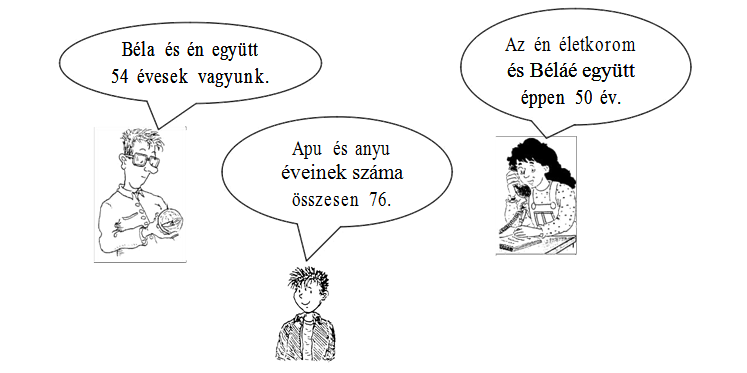 Béla és én együtt
54 évesek vagyunk.
Apu és anyu
éveinek száma
összesen 76.
Az én életkorom
és Béláé együtt
éppen 50 év.